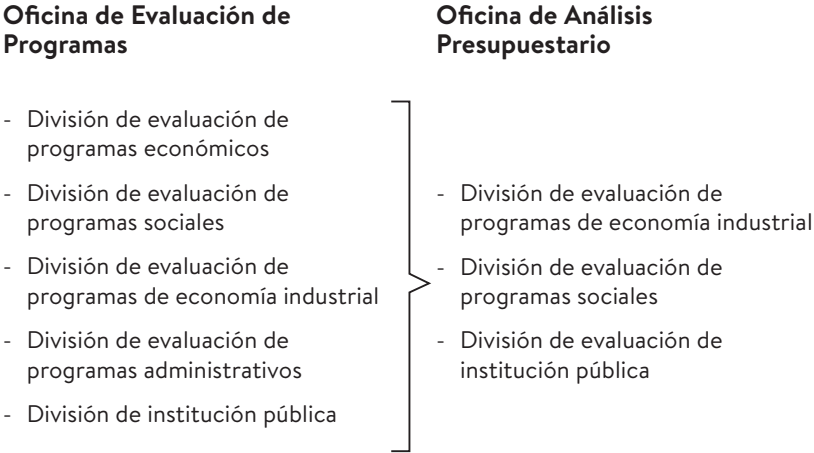 Oficina de Evaluación de
Programas
- División de evaluación de
programas económicos
- División de evaluación de
programas sociales
- División de evaluación de
programas de economía industrial
- División de evaluación de
programas administrativos
- División de institución pública
Oficina de Análisis
Presupuestario
- División de evaluación de
programas de economía industrial
- División de evaluación de
programas sociales
- División de evaluación de
institución pública